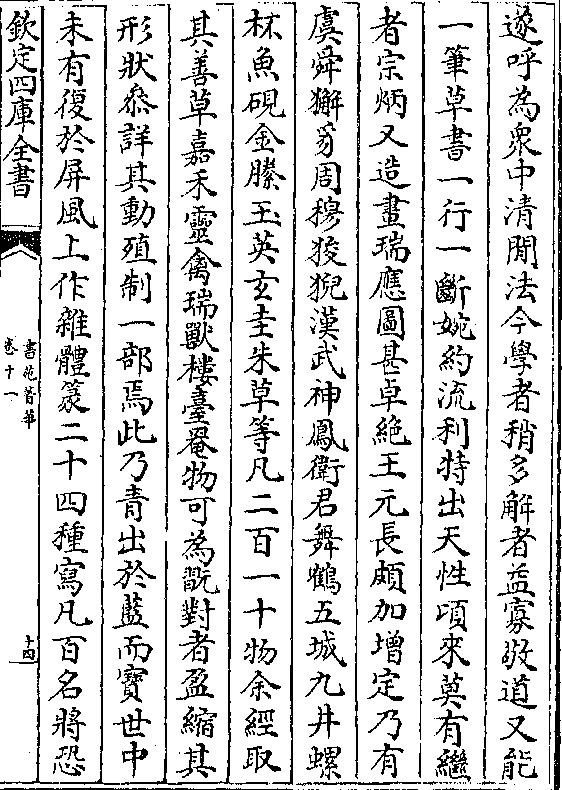 遂呼為衆中清閒法今學者稍多解者益寡敬道又能
一筆草書一行一斷婉約流利特出天性頃來莫有繼
者宗炳又造畫瑞應圖甚卓絶王元長頗加增定乃有
虞舜獬豸周穆狻猊漢武神鳳衛君舞鶴五城九井螺
杯魚硯金縢玉英玄圭朱草等凡二百一十物余經取
其善草嘉禾靈禽瑞獸樓臺器物可為翫對者盈縮其
形狀叅詳其動殖制一部焉此乃青出於藍而實世中
未有復於屏風上作雜體篆二十四種寫凡百名將恐
欽定四庫全書
書苑菁華
卷十一
十四